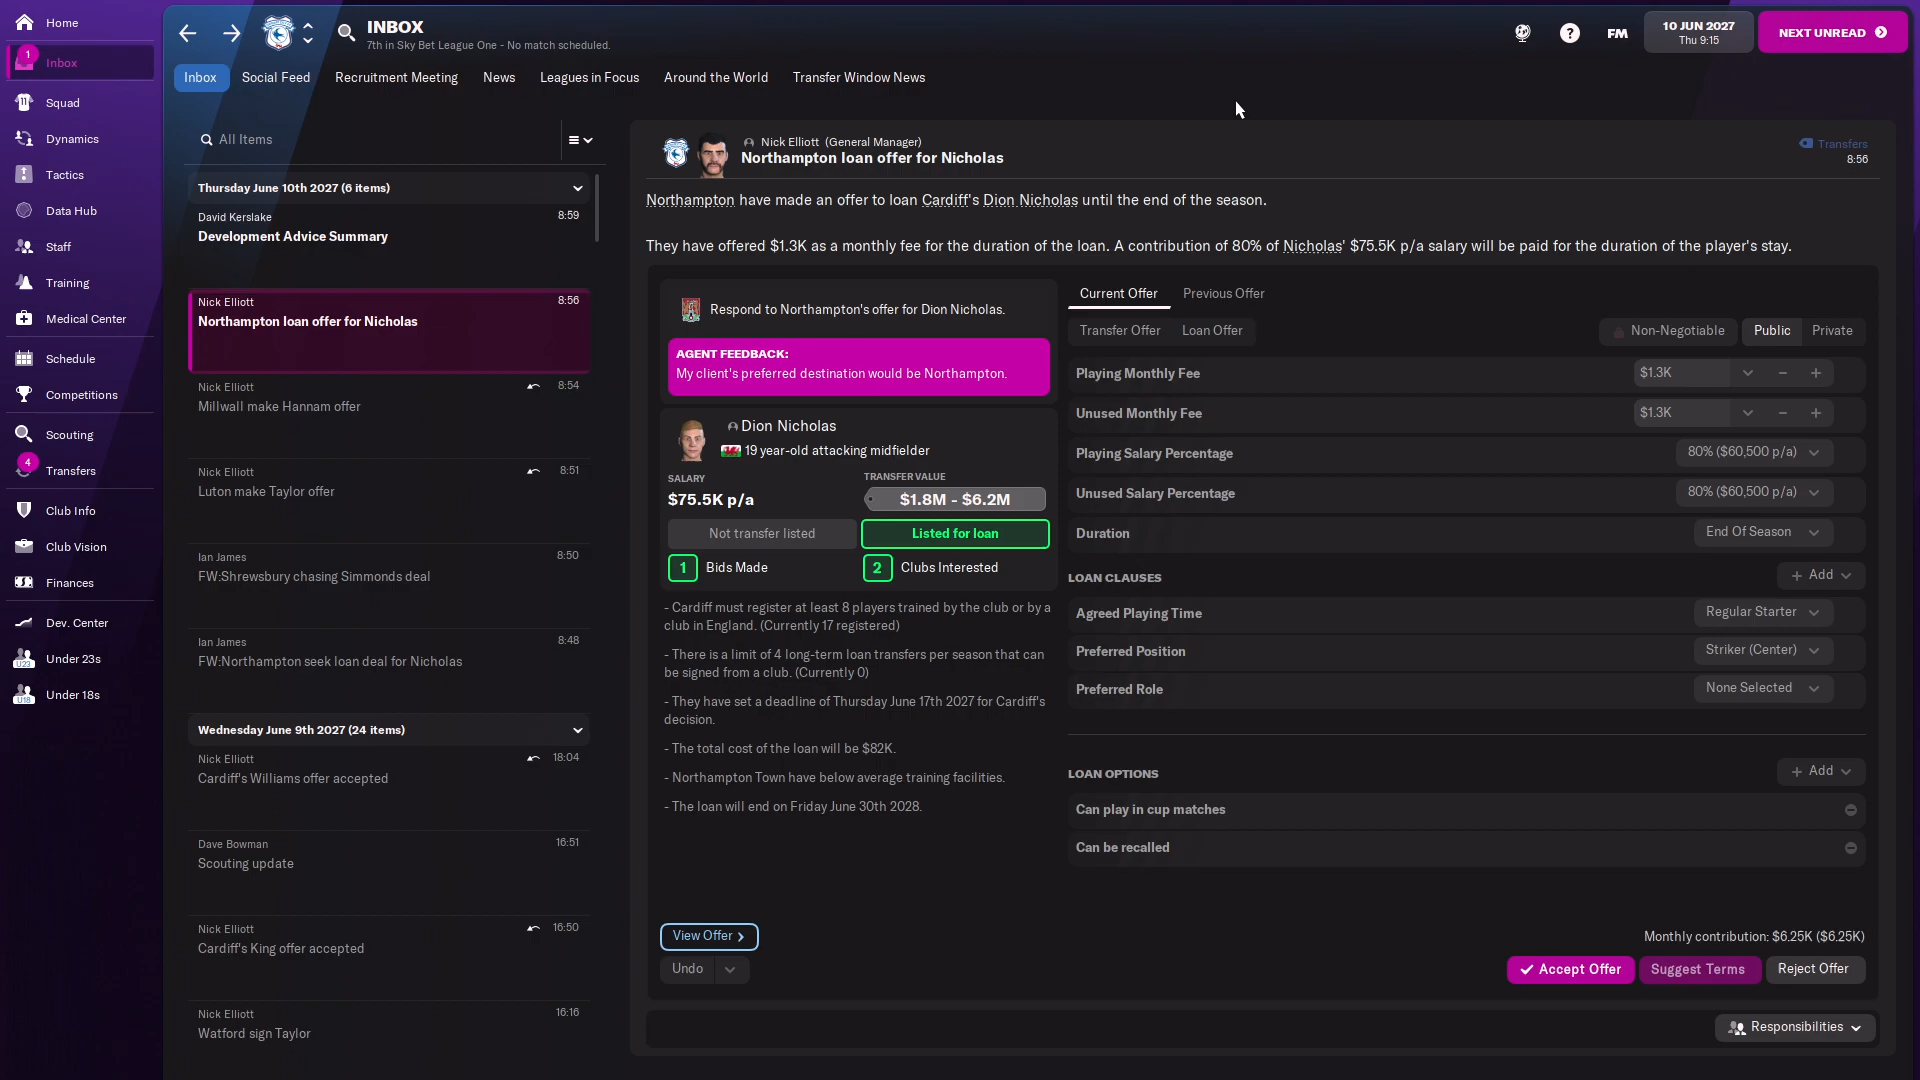 Home
Inbox
1
Squad
Dynamics
Tactics
Data Hub
Staff
Training
Medical Center
Schedule
Competitions
Scouting
4
Transfers
Club Info
Club Vision
Finances
Dev. Center
U23
Under 23s
U18
Under 18s
INBOX
7th in Sky Bet League One - No match scheduled.
FM
10 JUN 2027
Thu 9:15
NEXT UNREAD
Inbox
Social Feed
Recruitment Meeting
News
Leagues in Focus
Around the World
Transfer Window News
All Items
Thursday June 10th 2027 (6 items)
David Kerslake 8:59
Development Advice Summary
Nick Elliott 8:56
Northampton loan offer for Nicholas
Nick Elliott 8:54
Millwall make Hannam offer
Nick Elliott 8:51
Luton make Taylor offer
Ian James 8:50
FW:Shrewsbury chasing Simmonds deal
Ian James 8:48
FW:Northampton seek loan deal for Nicholas
Wednesday June 9th 2027 (24 items)
Nick Elliott 18:04
Cardiff's Williams offer accepted
Dave Bowman 16:51
Scouting update
Nick Elliott 16:50
Cardiff's King offer accepted
Nick Elliott 16:16
Watford sign Taylor
Nick Elliott (General Manager)
Northampton loan offer for Nicholas
Transfers
8:56
Northampton have made an offer to loan Cardiff's Dion Nicholas until the end of the season.
They have offered $1.3K as a monthly fee for the duration of the loan. A contribution of 80% of Nicholas' $75.5K p/a salary will be paid for the duration of the player's stay.
Respond to Northampton's offer for Dion Nicholas.
AGENT FEEDBACK:
My client's preferred destination would be Northampton.
Dion Nicholas
19 year-old attacking midfielder
SALARY
$75.5K p/a
TRANSFER VALUE
$1.8M - $6.2M
Not transfer listed
Listed for loan
1 Bids Made
2 Clubs Interested
- Cardiff must register at least 8 players trained by the club or by a
club in England. (Currently 17 registered)
- There is a limit of 4 long-term loan transfers per season that can
be signed from a club. (Currently 0)
- They have set a deadline of Thursday June 17th 2027 for Cardiff's
decision.
- The total cost of the loan will be $82K.
- Northampton Town have below average training facilities.
- The loan will end on Friday June 30th 2028.
View Offer
Undo
Current Offer
Previous Offer
Transfer Offer
Loan Offer
Non-Negotiable
Public
Private
Playing Monthly Fee $1.3K
Unused Monthly Fee $1.3K
Playing Salary Percentage 80% ($60,500 p/a)
Unused Salary Percentage 80% ($60,500 p/a)
Duration End Of Season
LOAN CLAUSES + Add
Agreed Playing Time Regular Starter
Preferred Position Striker (Center)
Preferred Role None Selected
LOAN OPTIONS + Add
Can play in cup matches
Can be recalled
Monthly contribution: $6.25K ($6.25K)
Accept Offer
Suggest Terms
Reject Offer
Responsibilities